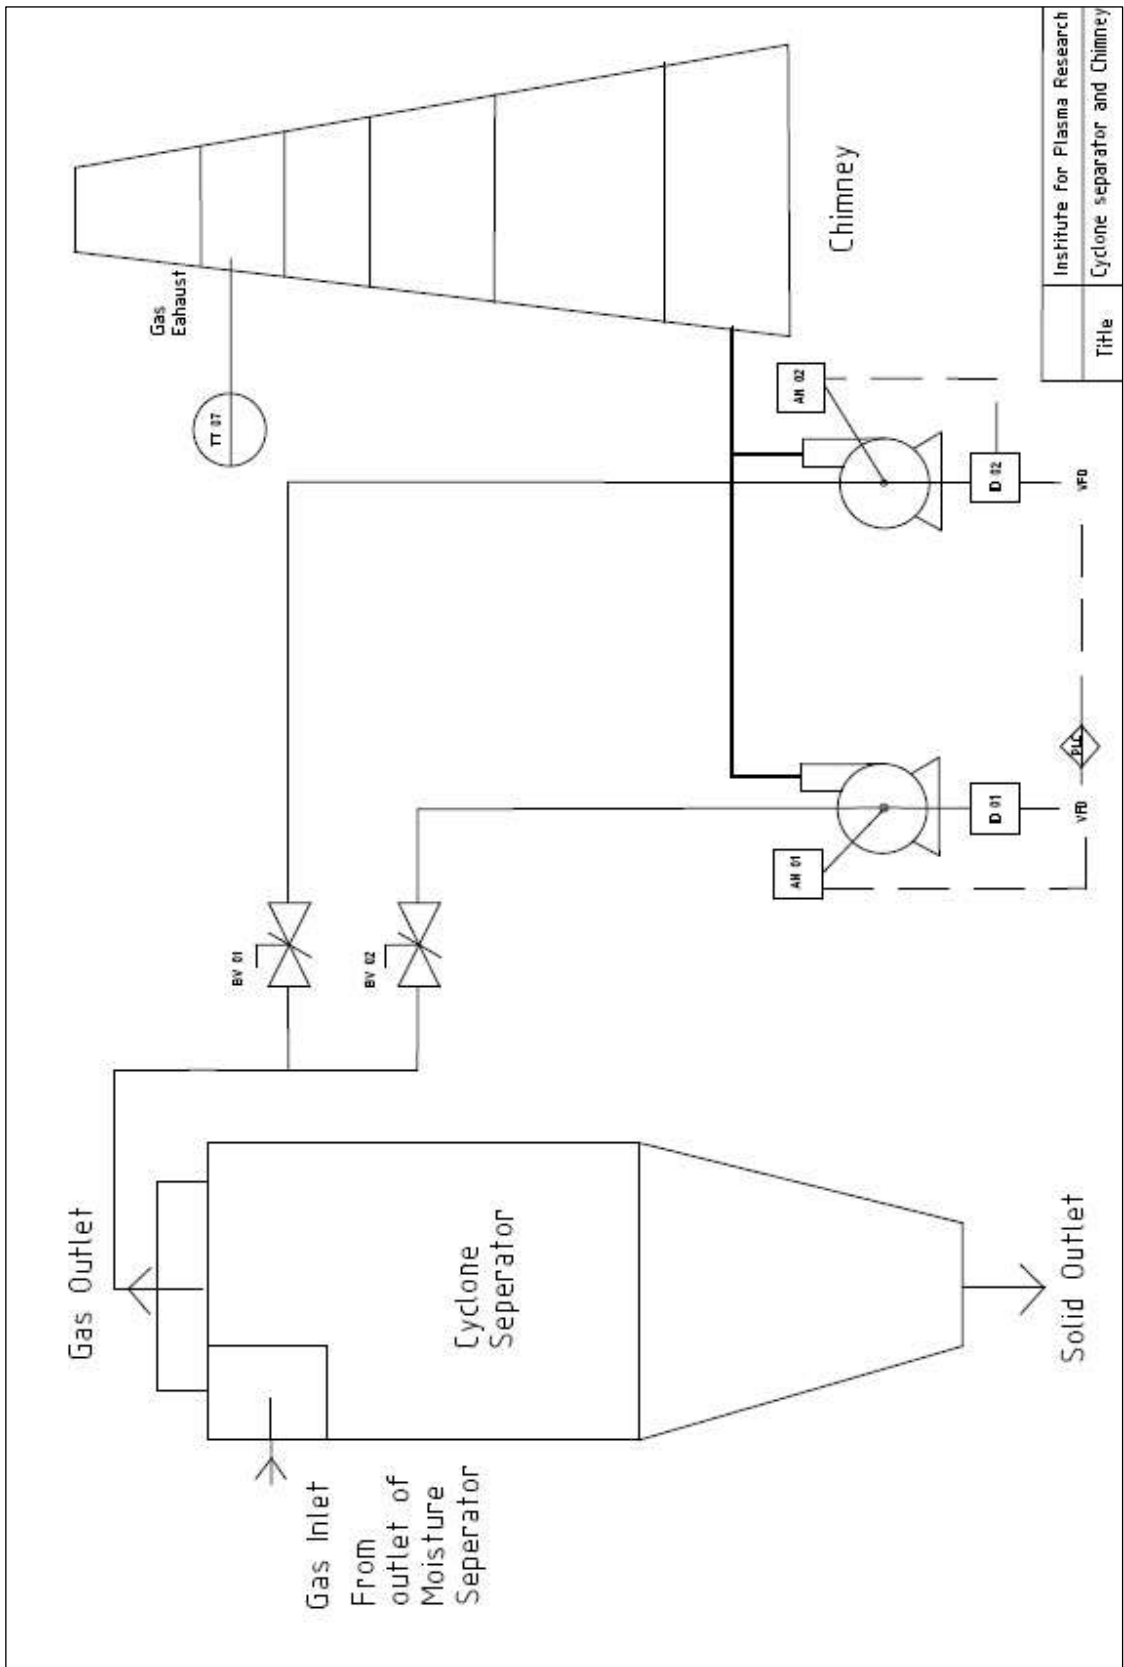 Gas Outlet
Gas Inlet
From
outlet of
Moisture
Seperator
Cyclone
Seperator
Solid Outlet
BV 01
BV 02
Gas
Eahaust
TT 07
AM 01
ID 01
VFD
PLC
AM 02
ID 02
VFD
Chimney
Institute for Plasma Research
Title
Cyclone separator and Chimney